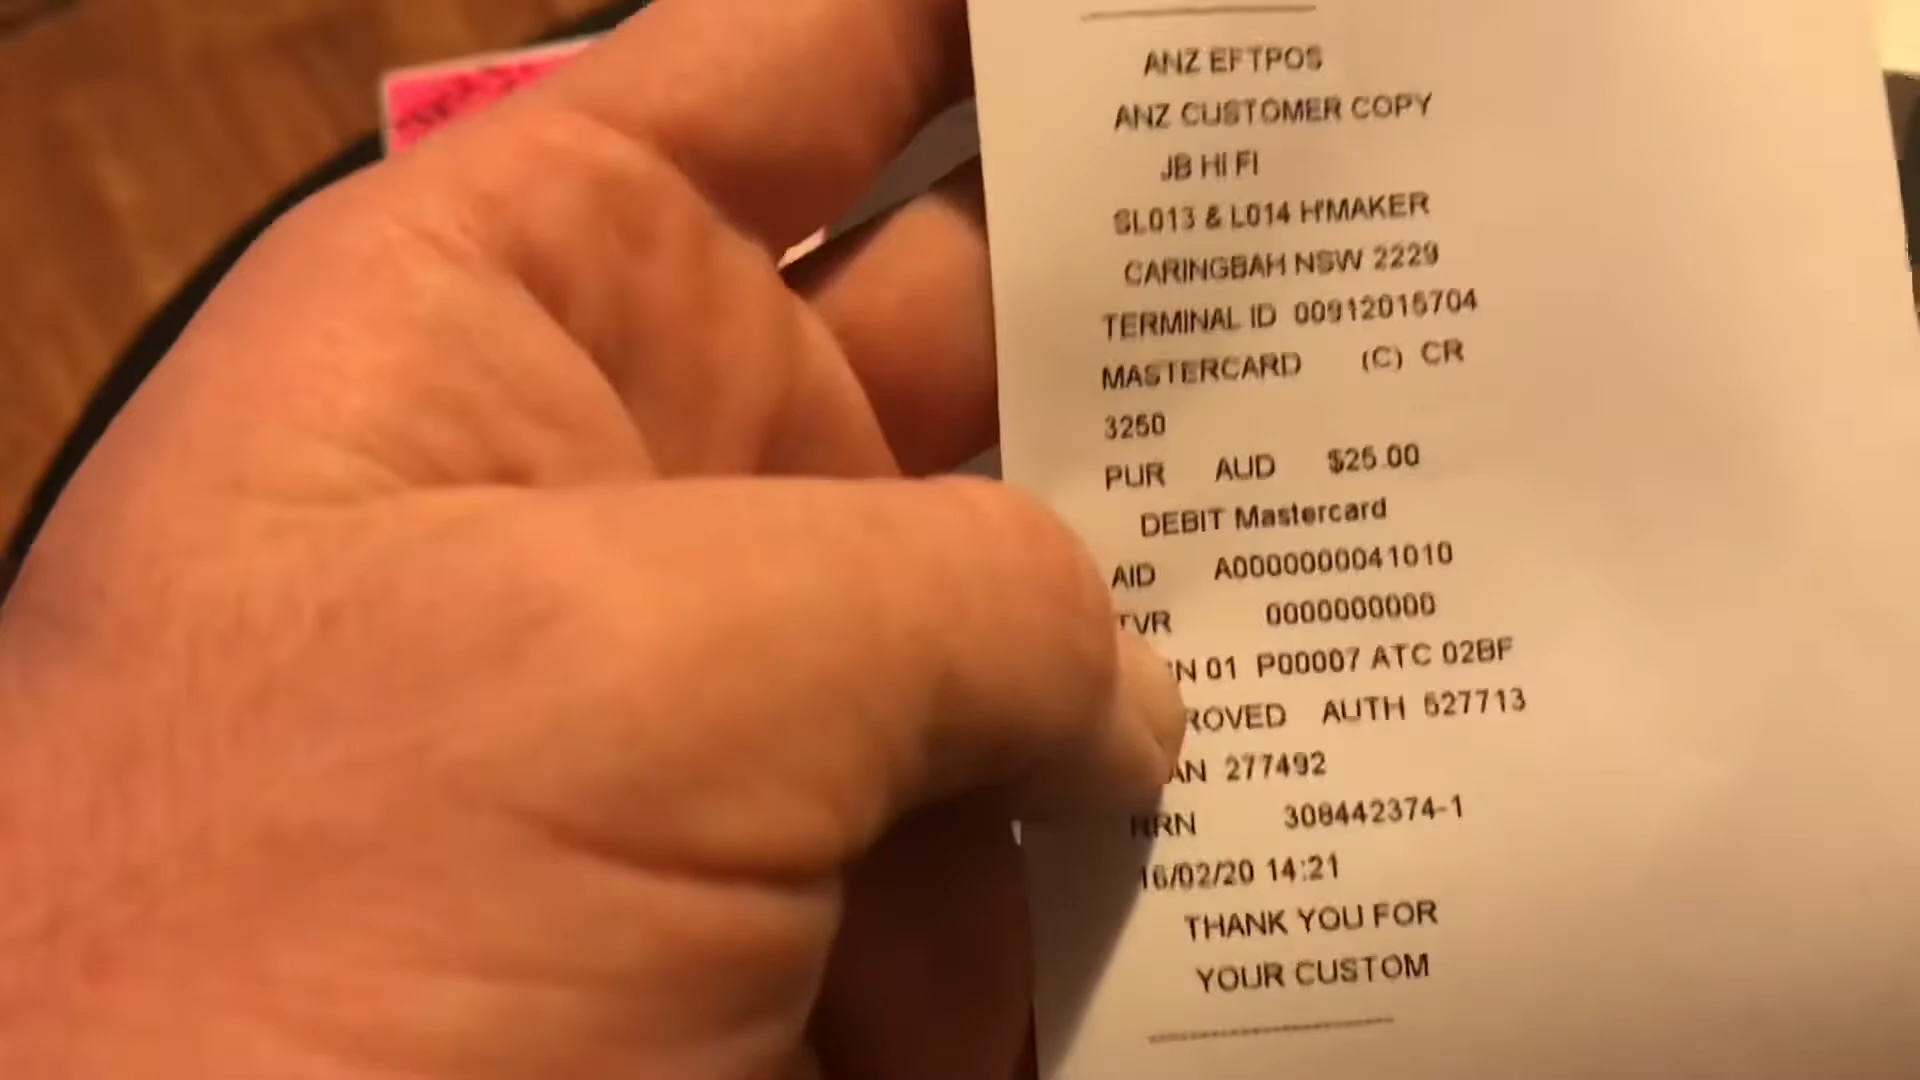 ANZ EFTPOS
ANZ CUSTOMER COPY
JB HI FI
SL013 & L014 H'MAKER
CARINGBAH NSW 2229
TERMINAL ID 00912015704
MASTERCARD (C) CR
3250
PUR AUD $25.00
DEBIT Mastercard
AID A0000000041010
TVR 0000000000
N 01 P00007 ATC 02BF
ROVED AUTH 527713
AN 277492
RRN 308442374-1
16/02/20 14:21
THANK YOU FOR
YOUR CUSTOM